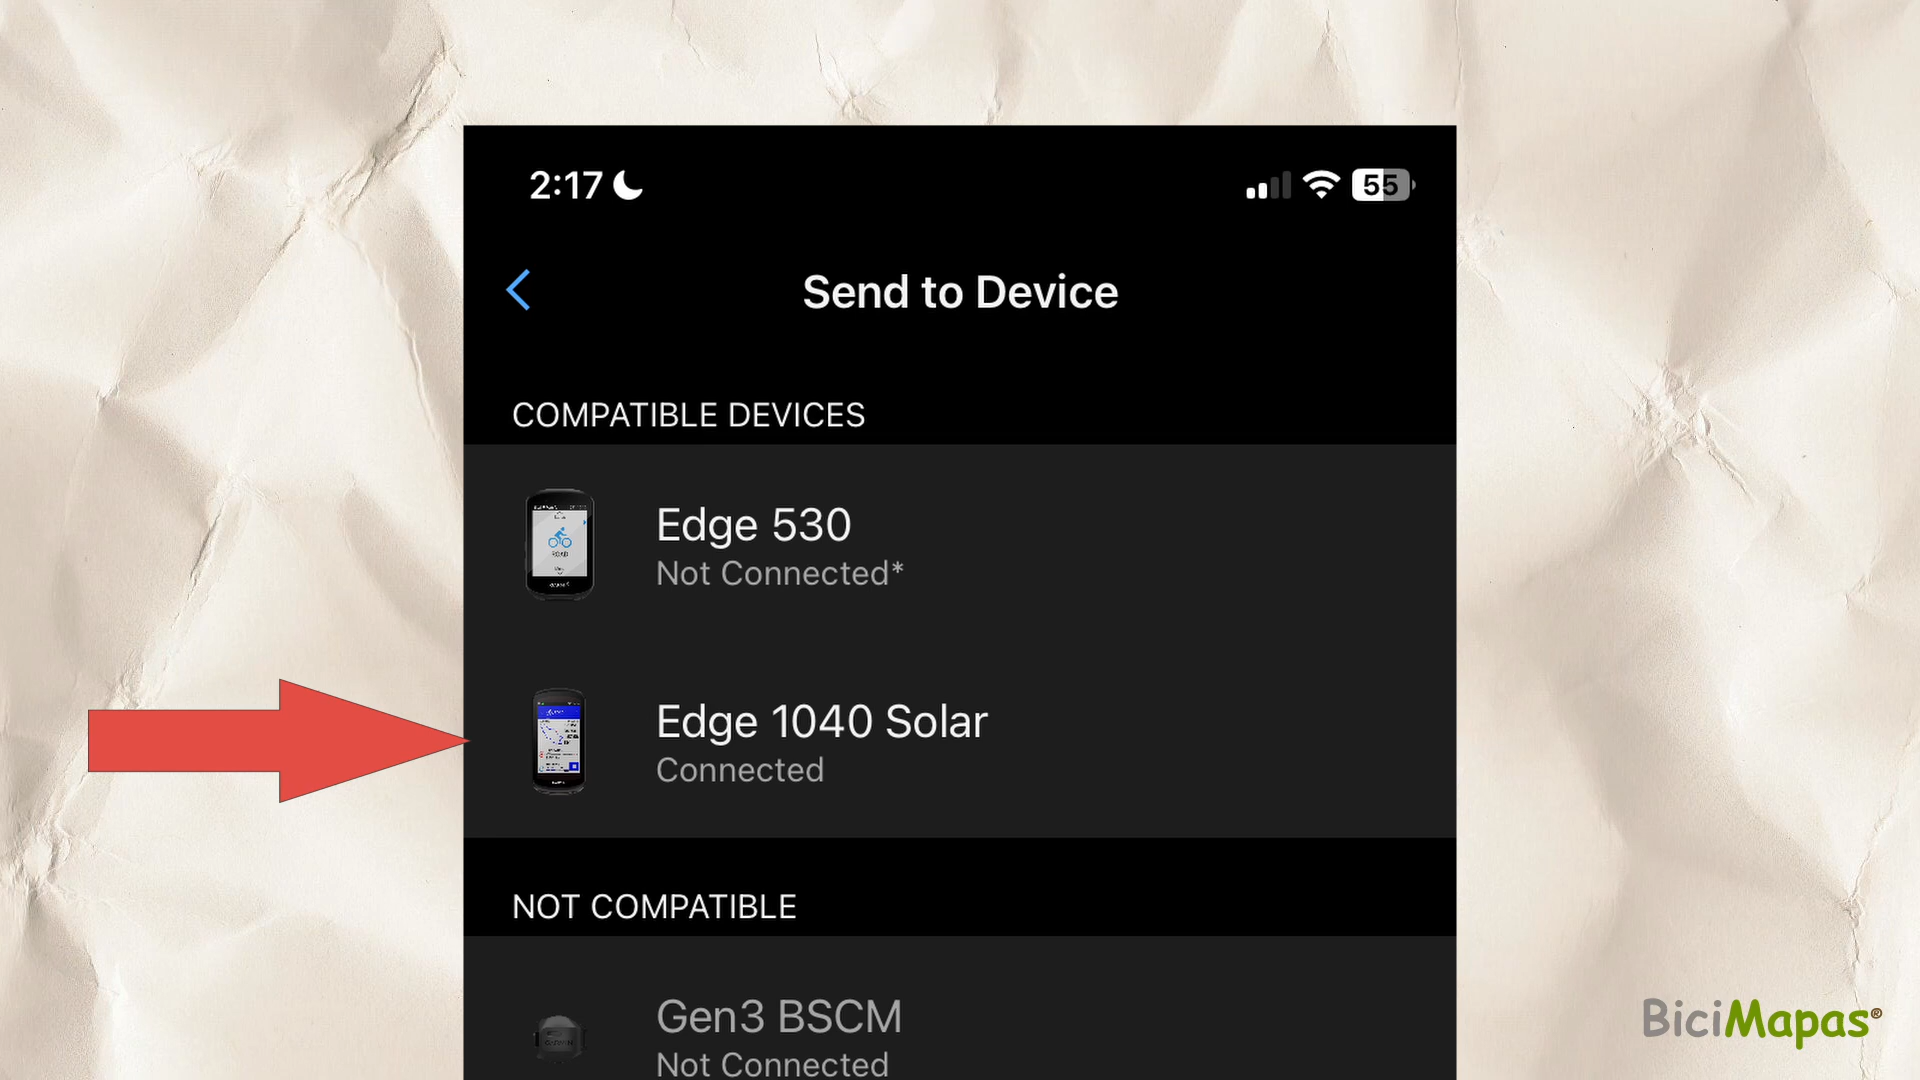 2:17
55
Send to Device
COMPATIBLE DEVICES
Edge 530
Not Connected*
Edge 1040 Solar
Connected
NOT COMPATIBLE
Gen3 BSCM
Not Connected
BiciMapas®